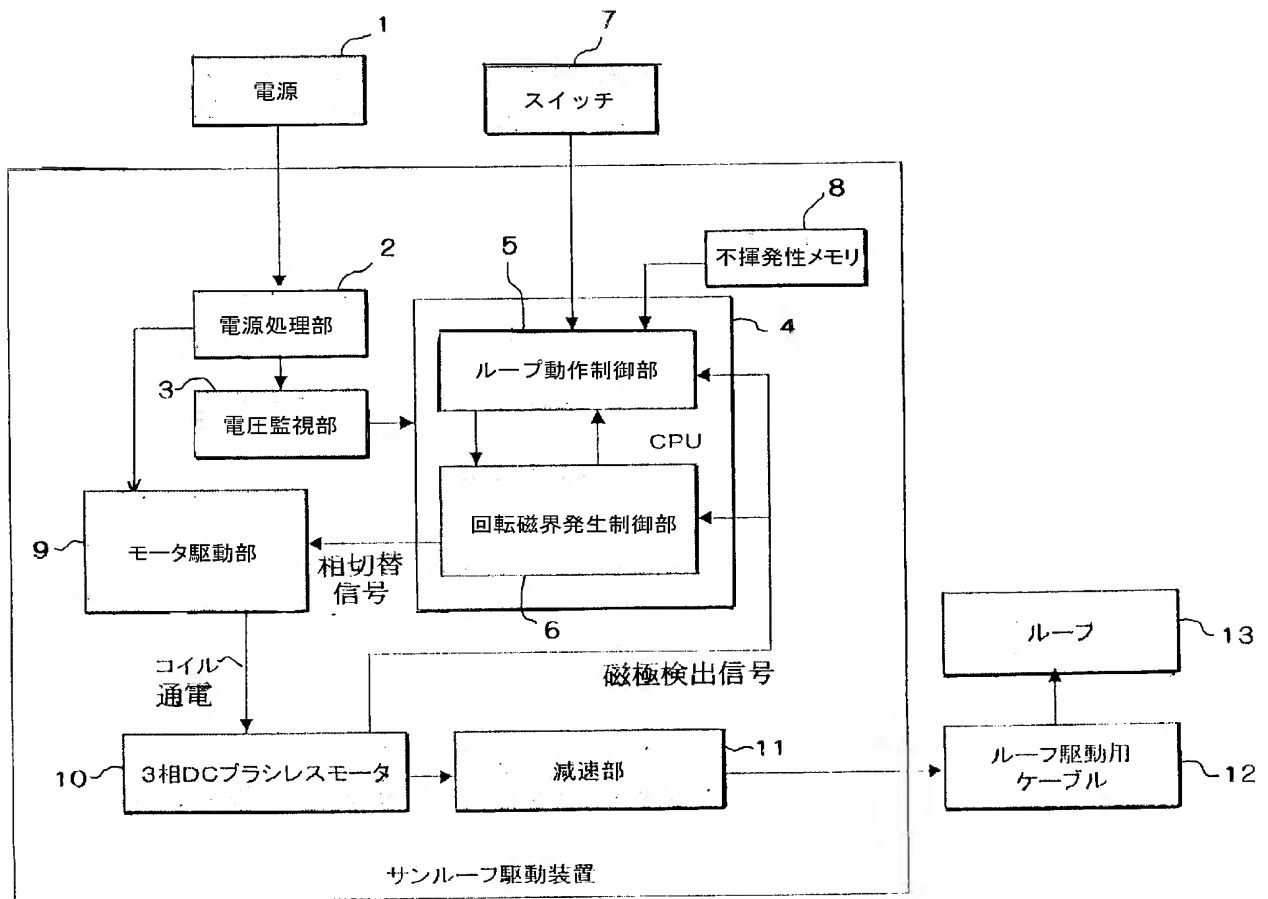 1
電源
7
スイッチ
8
不揮発性メモリ
2
電源処理部
5
ループ動作制御部
4
3
電圧監視部
CPU
回転磁界発生制御部
6
9
モータ駆動部
相切替
信号
コイル
通電
磁極検出信号
ルーフ
13
10
3相DCブラシレスモータ
減速部
11
ルーフ駆動用
ケーブル
12
サンルーフ駆動装置